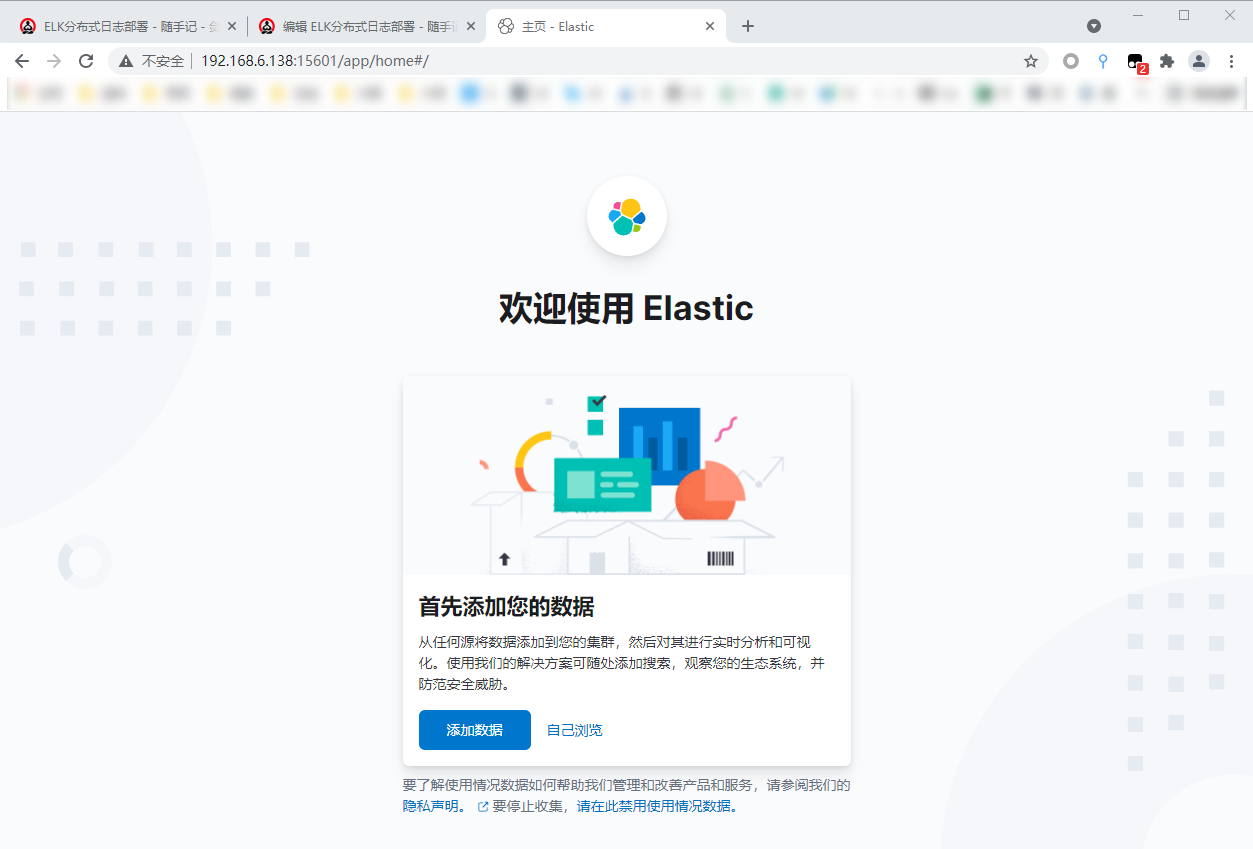 ELK分布式日志部署 - 随手记 - 
编辑 ELK分布式日志部署 - 随手记
主页 - Elastic
不安全
192.168.6.138:15601/app/home#/
2
欢迎使用 Elastic
首先添加您的数据
从任何源将数据添加到您的集群，然后对其进行实时分析和可视
化。使用我们的解决方案可随处添加搜索，观察您的生态系统，并
防范安全威胁。
添加数据
自己浏览
要了解使用情况数据如何帮助我们管理和改善产品和服务，请参阅我们的
隐私声明。 要停止收集，请在此禁用使用情况数据。